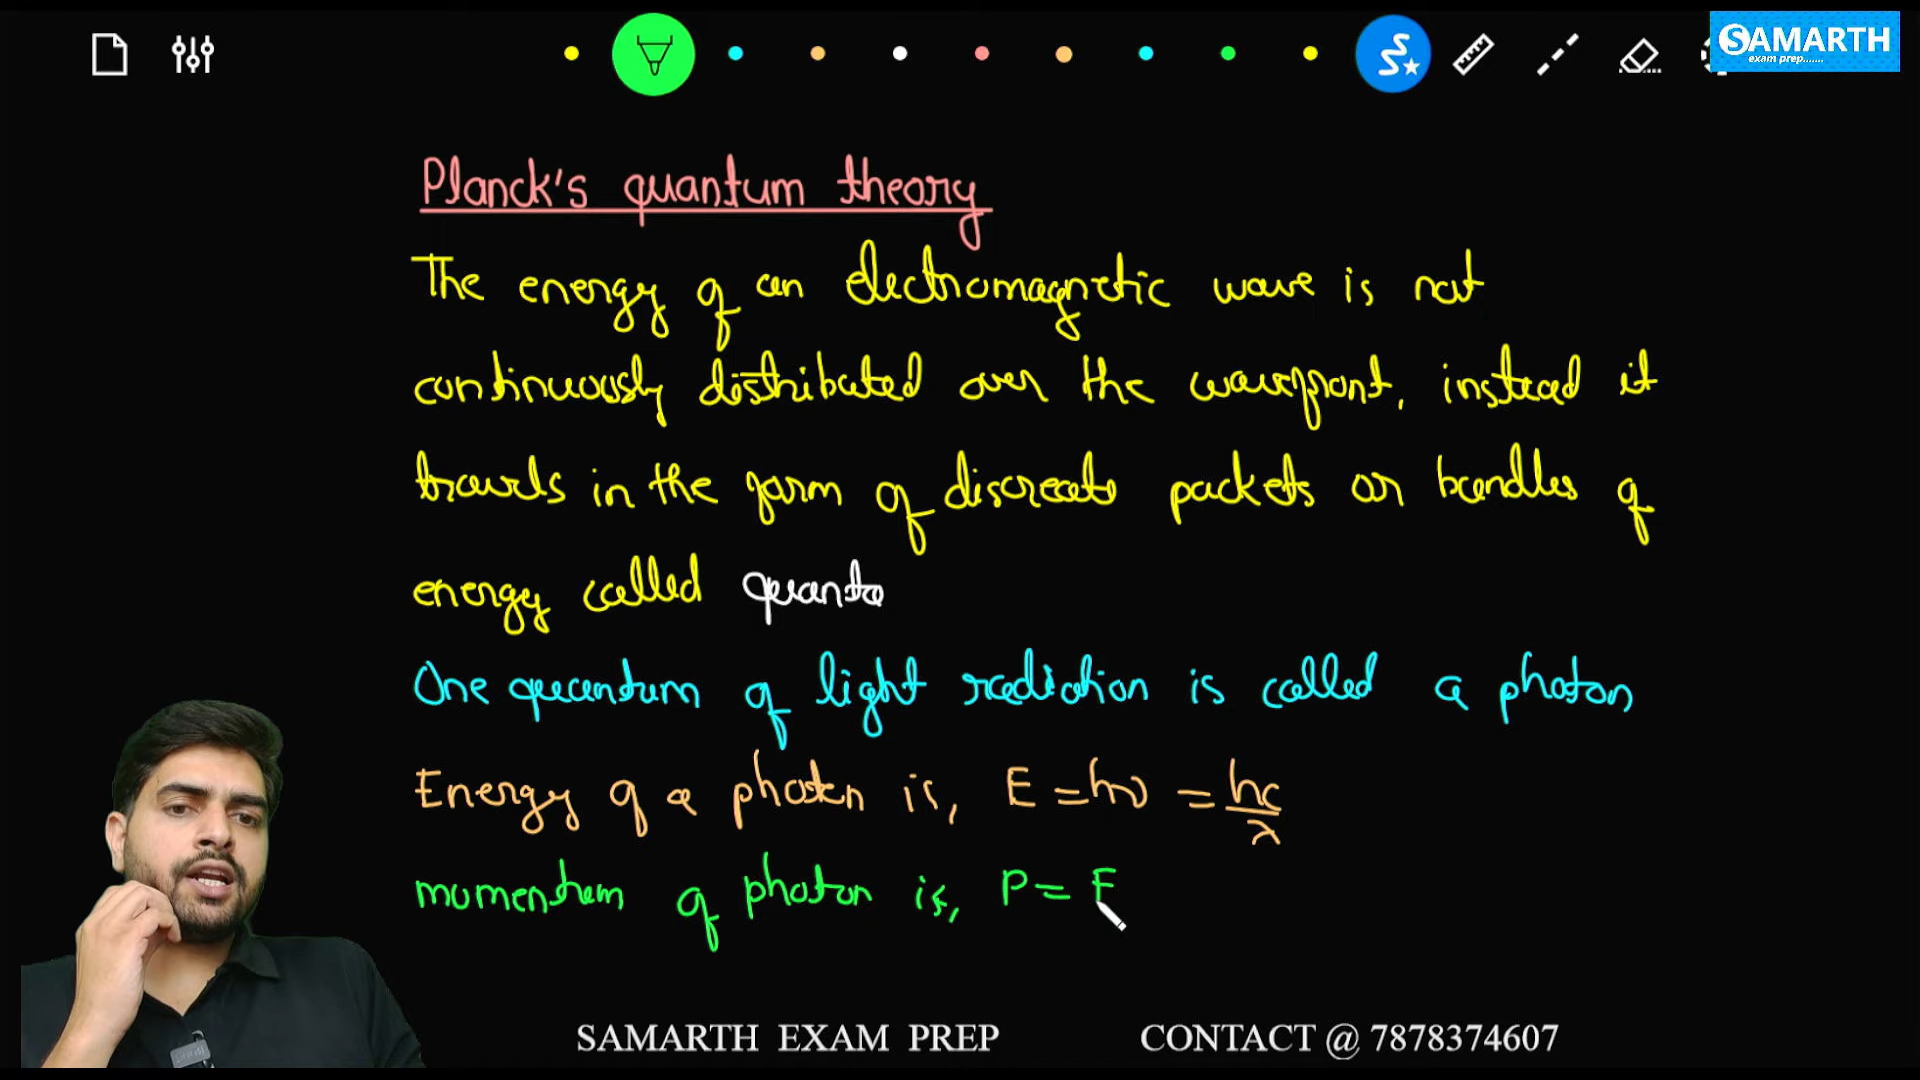 SAMARTH
exam prep......
Planck's quantum theory
The energy of an electromagnetic wave is not
continuously distributed over the wavefront, instead it
travels in the form of discreate packets or bundles of
energy called quanta
One quantum of light radiation is called a photon
Energy of a photon is, E = hν = hc/λ
momentum of photon is, P = E
SAMARTH EXAM PREP CONTACT @ 7878374607